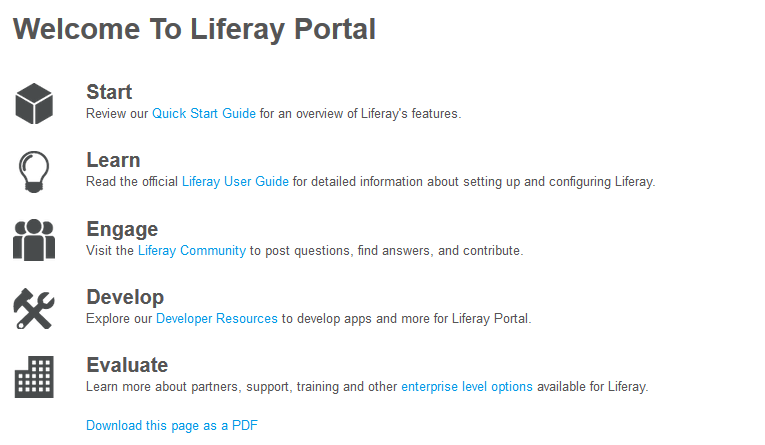 Welcome To Liferay Portal
Start
Review our Quick Start Guide for an overview of Liferay's features.
Learn
Read the official Liferay User Guide for detailed information about setting up and configuring Liferay.
Engage
Visit the Liferay Community to post questions, find answers, and contribute.
Develop
Explore our Developer Resources to develop apps and more for Liferay Portal.
Evaluate
Learn more about partners, support, training and other enterprise level options available for Liferay.
Download this page as a PDF